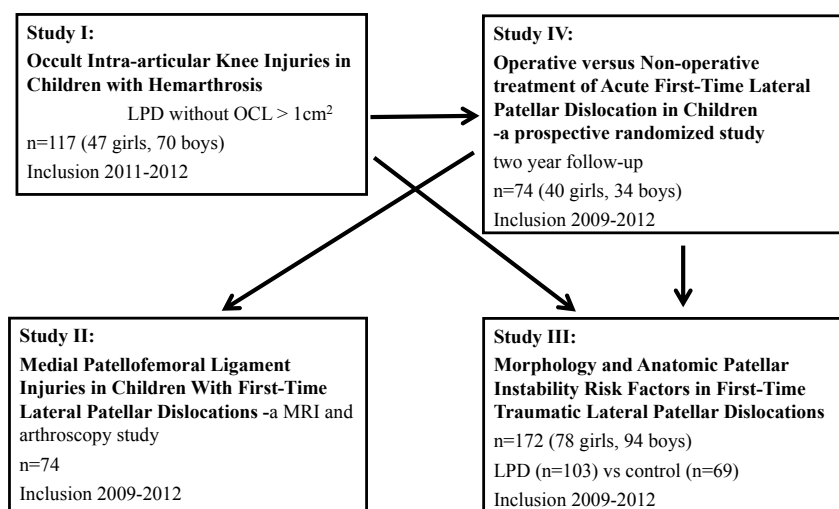 Study I:
Occult Intra-articular Knee Injuries in
Children with Hemarthrosis
LPD without OCL > 1cm²
n=117 (47 girls, 70 boys)
Inclusion 2011-2012
Study IV:
Operative versus Non-operative
treatment of Acute First-Time Lateral
Patellar Dislocation in Children
-a prospective randomized study
two year follow-up
n=74 (40 girls, 34 boys)
Inclusion 2009-2012
Study II:
Medial Patellofemoral Ligament
Injuries in Children With First-Time
Lateral Patellar Dislocations -a MRI and
arthroscopy study
n=74
Inclusion 2009-2012
Study III:
Morphology and Anatomic Patellar
Instability Risk Factors in First-Time
Traumatic Lateral Patellar Dislocations
n=172 (78 girls, 94 boys)
LPD (n=103) vs control (n=69)
Inclusion 2009-2012